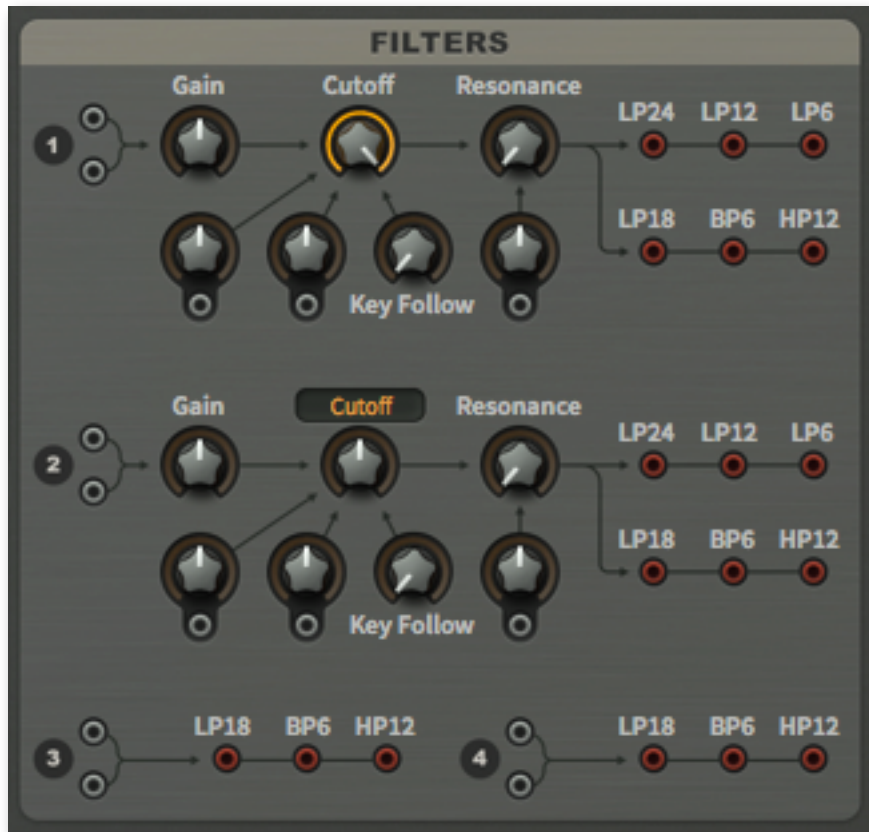 FILTERS
Gain Cutoff Resonance
LP24 LP12 LP6
1
LP18 BP6 HP12
Key Follow
Gain Cutoff Resonance
LP24 LP12 LP6
2
LP18 BP6 HP12
Key Follow
LP18 BP6 HP12 LP18 BP6 HP12
3 4